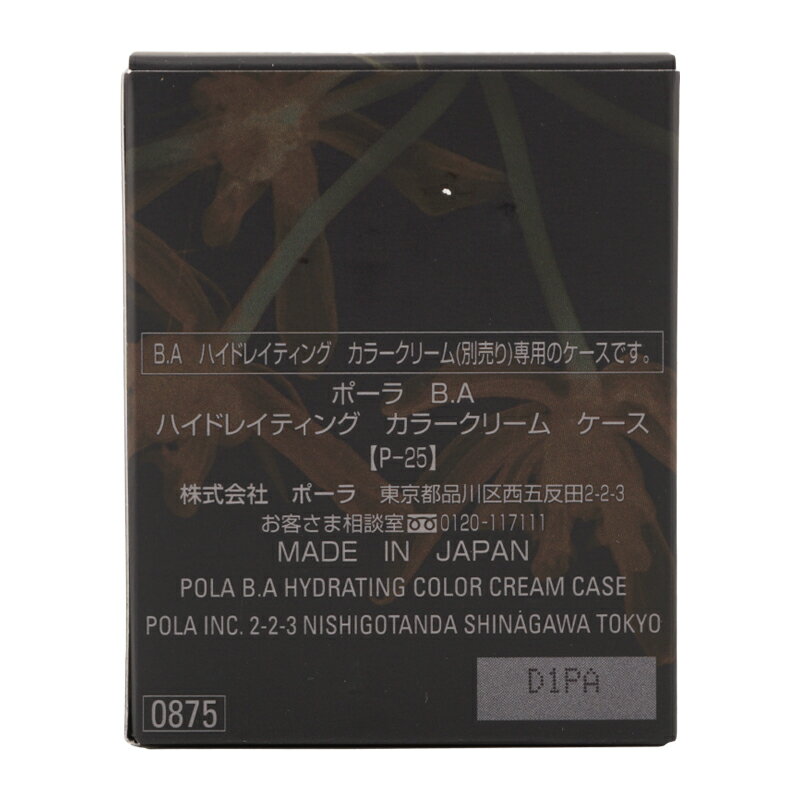 B.A ハイドレイティング カラークリーム(別売り)専用のケースです。
ポーラ B.A
ハイドレイティング カラークリーム ケース
【P-25】
株式会社 ポーラ 東京都品川区西五反田2-2-3
お客さま相談室 0120-117111
MADE IN JAPAN
POLA B.A HYDRATING COLOR CREAM CASE
POLA INC. 2-2-3 NISHIGOTANDA SHINAGAWA TOKYO
D1PA
0875